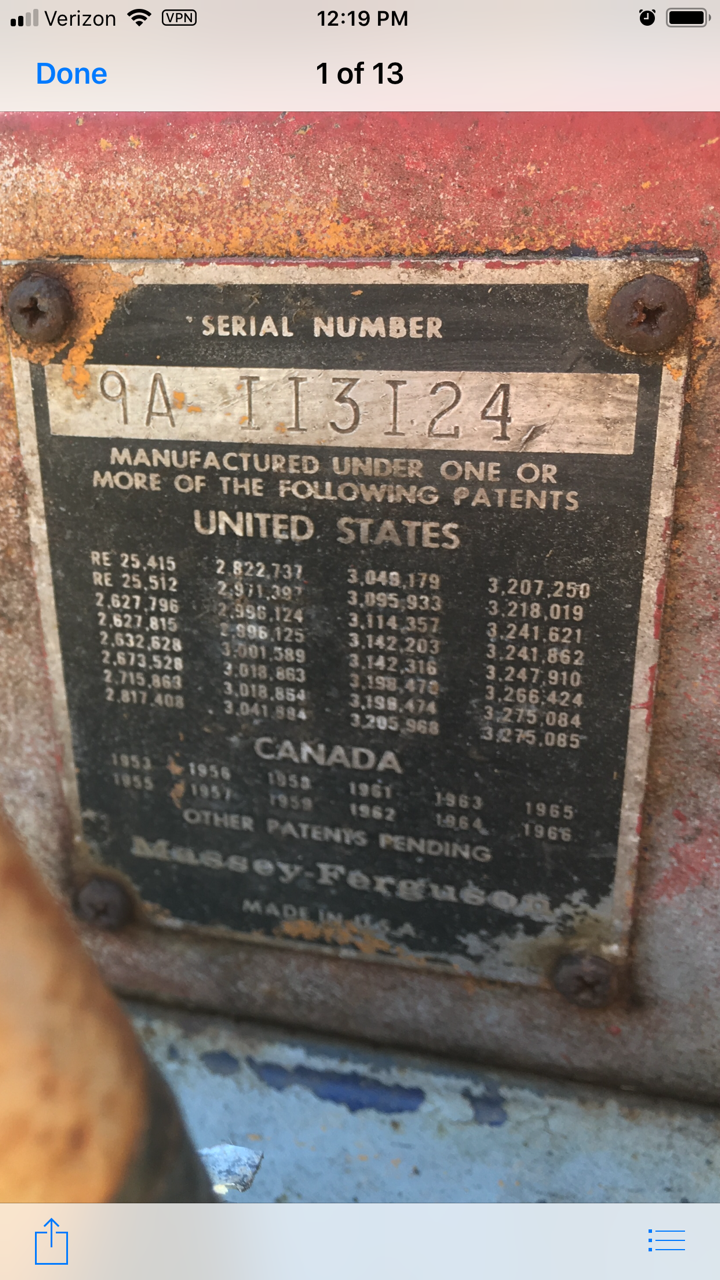 Verizon VPN 12:19 PM
Done 1 of 13
SERIAL NUMBER
9A 113124
MANUFACTURED UNDER ONE OR
MORE OF THE FOLLOWING PATENTS
UNITED STATES
RE 25,415 2,822,737 3,048,179 3,207,250
RE 25,512 2,971,397 3,095,933 3,218,019
2,627,796 2,996,124 3,114,357 3,241,621
2,627,815 2,996,125 3,142,203 3,241,862
2,632,628 3,001,589 3,142,316 3,247,910
2,673,528 3,018,863 3,266,424
2,715,863 3,018,864 3,198,474 3,275,084
2,817,408 3,041,984 3,205,968 3,275,085
CANADA
1953 1956 1958 1961 1963 1965
1955 1957 1959 1962 1964 1966
OTHER PATENTS PENDING
Massey-Ferguson
MADE IN U.S.A.